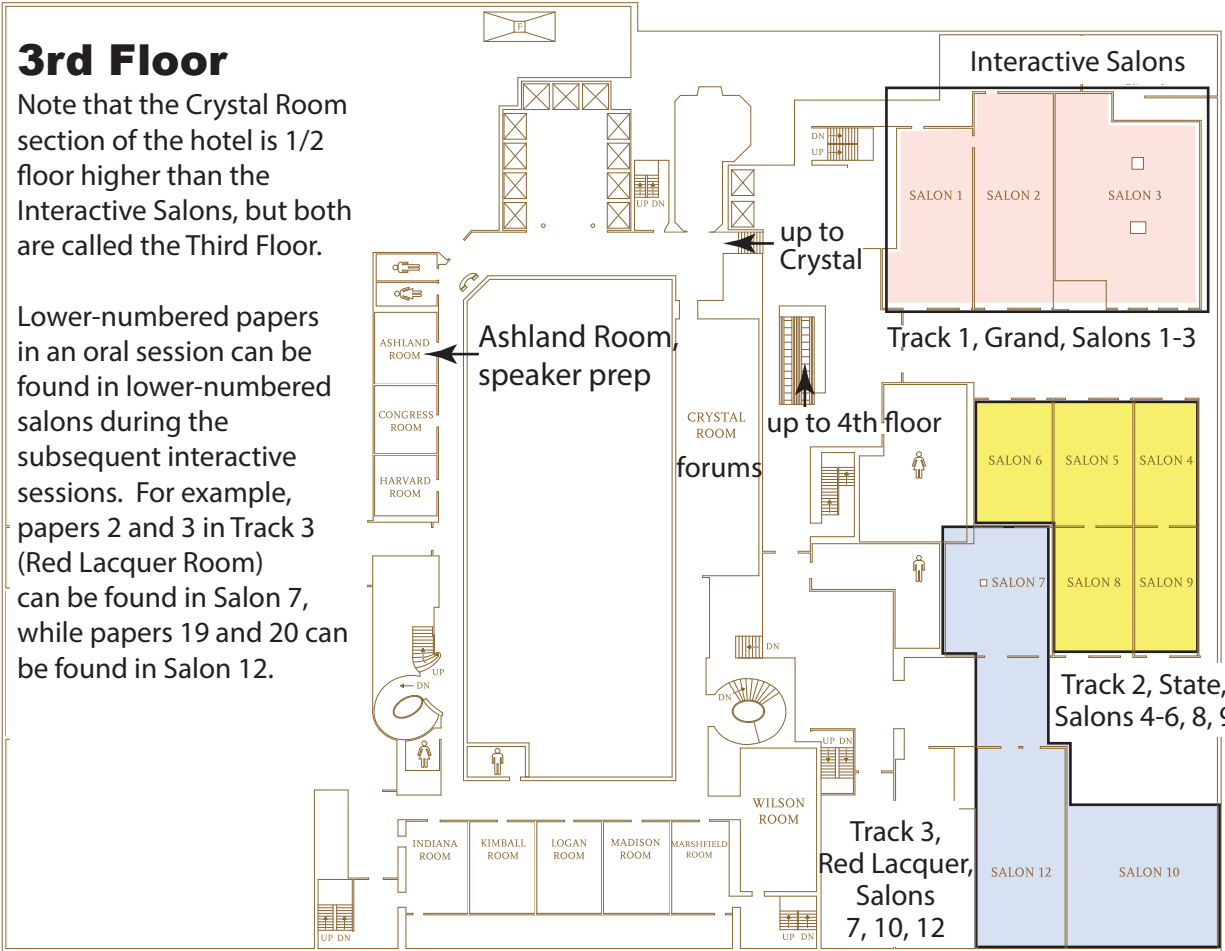 3rd Floor
Note that the Crystal Room
section of the hotel is 1/2
floor higher than the
Interactive Salons, but both
are called the Third Floor.
Lower-numbered papers
in an oral session can be
found in lower-numbered
salons during the
subsequent interactive
sessions. For example,
papers 2 and 3 in Track 3
(Red Lacquer Room)
can be found in Salon 7,
while papers 19 and 20 can
be found in Salon 12.
F
Interactive Salons
DN
UP
UP DN
SALON 1
SALON 2
SALON 3
up to
Crystal
Track 1, Grand, Salons 1-3
ASHLAND
ROOM
Ashland Room,
speaker prep
CONGRESS
ROOM
HARVARD
ROOM
CRYSTAL
ROOM
forums
up to 4th floor
SALON 6
SALON 5
SALON 4
SALON 7
SALON 8
SALON 9
UP
DN
DN
DN
Track 2, State,
Salons 4-6, 8, 9
UP DN
WILSON
ROOM
Track 3,
Red Lacquer,
Salons
7, 10, 12
INDIANA
ROOM
KIMBALL
ROOM
LOGAN
ROOM
MADISON
ROOM
MARSHFIELD
ROOM
SALON 12
SALON 10
UP DN
UP DN